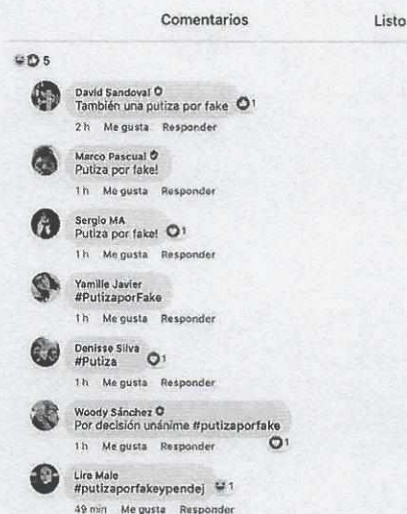 Comentarios Listo
5
David Sandoval
También una putiza por fake 1
2 h Me gusta Responder
Marco Pascual
Putiza por fake!
1 h Me gusta Responder
Sergio MA
Putiza por fake! 1
1 h Me gusta Responder
Yamille Javier
#PutizaporFake
1 h Me gusta Responder
Denisse Silva
#Putiza 1
1 h Me gusta Responder
Woody Sánchez
Por decisión unánime #putizaporfake
1 h Me gusta Responder 1
Lire Male
#putizaporfakeypendej 1
49 min Me gusta Responder